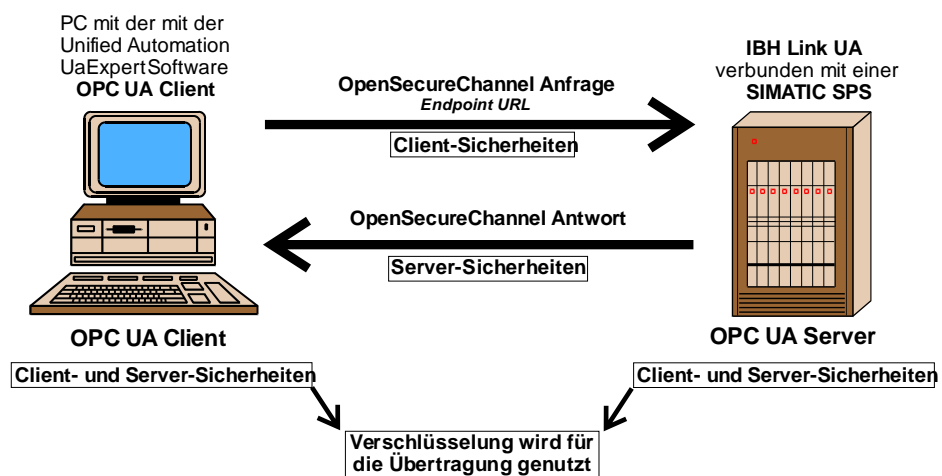 PC mit der mit der
Unified Automation
UaExpertSoftware
OPC UA Client
OpenSecureChannel Anfrage
Endpoint URL
Client-Sicherheiten
IBH Link UA
verbunden mit einer
SIMATIC SPS
OpenSecureChannel Antwort
Server-Sicherheiten
OPC UA Client
OPC UA Server
Client- und Server-Sicherheiten
Client- und Server-Sicherheiten
Verschlüsselung wird für
die Übertragung genutzt